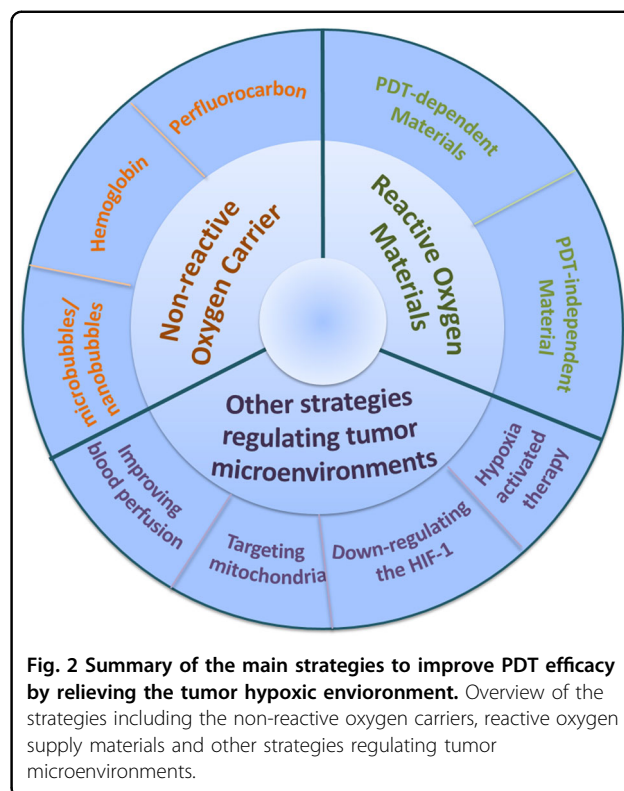 Perfluorocarbon
Hemoglobin
microbubbles/
nanobubbles
Non-reactive
Oxygen Carrier
PDT-dependent
Materials
PDT-independent
Material
Reactive Oxygen
Materials
Other strategies
regulating tumor
microenvironments
Improving
blood perfusion
Targeting
mitochondria
Down-regulating
the HIF-1
Hypoxia
activated
therapy
Fig. 2 Summary of the main strategies to improve PDT efficacy
by relieving the tumor hypoxic envioronment. Overview of the
strategies including the non-reactive oxygen carriers, reactive oxygen
supply materials and other strategies regulating tumor
microenvironments.